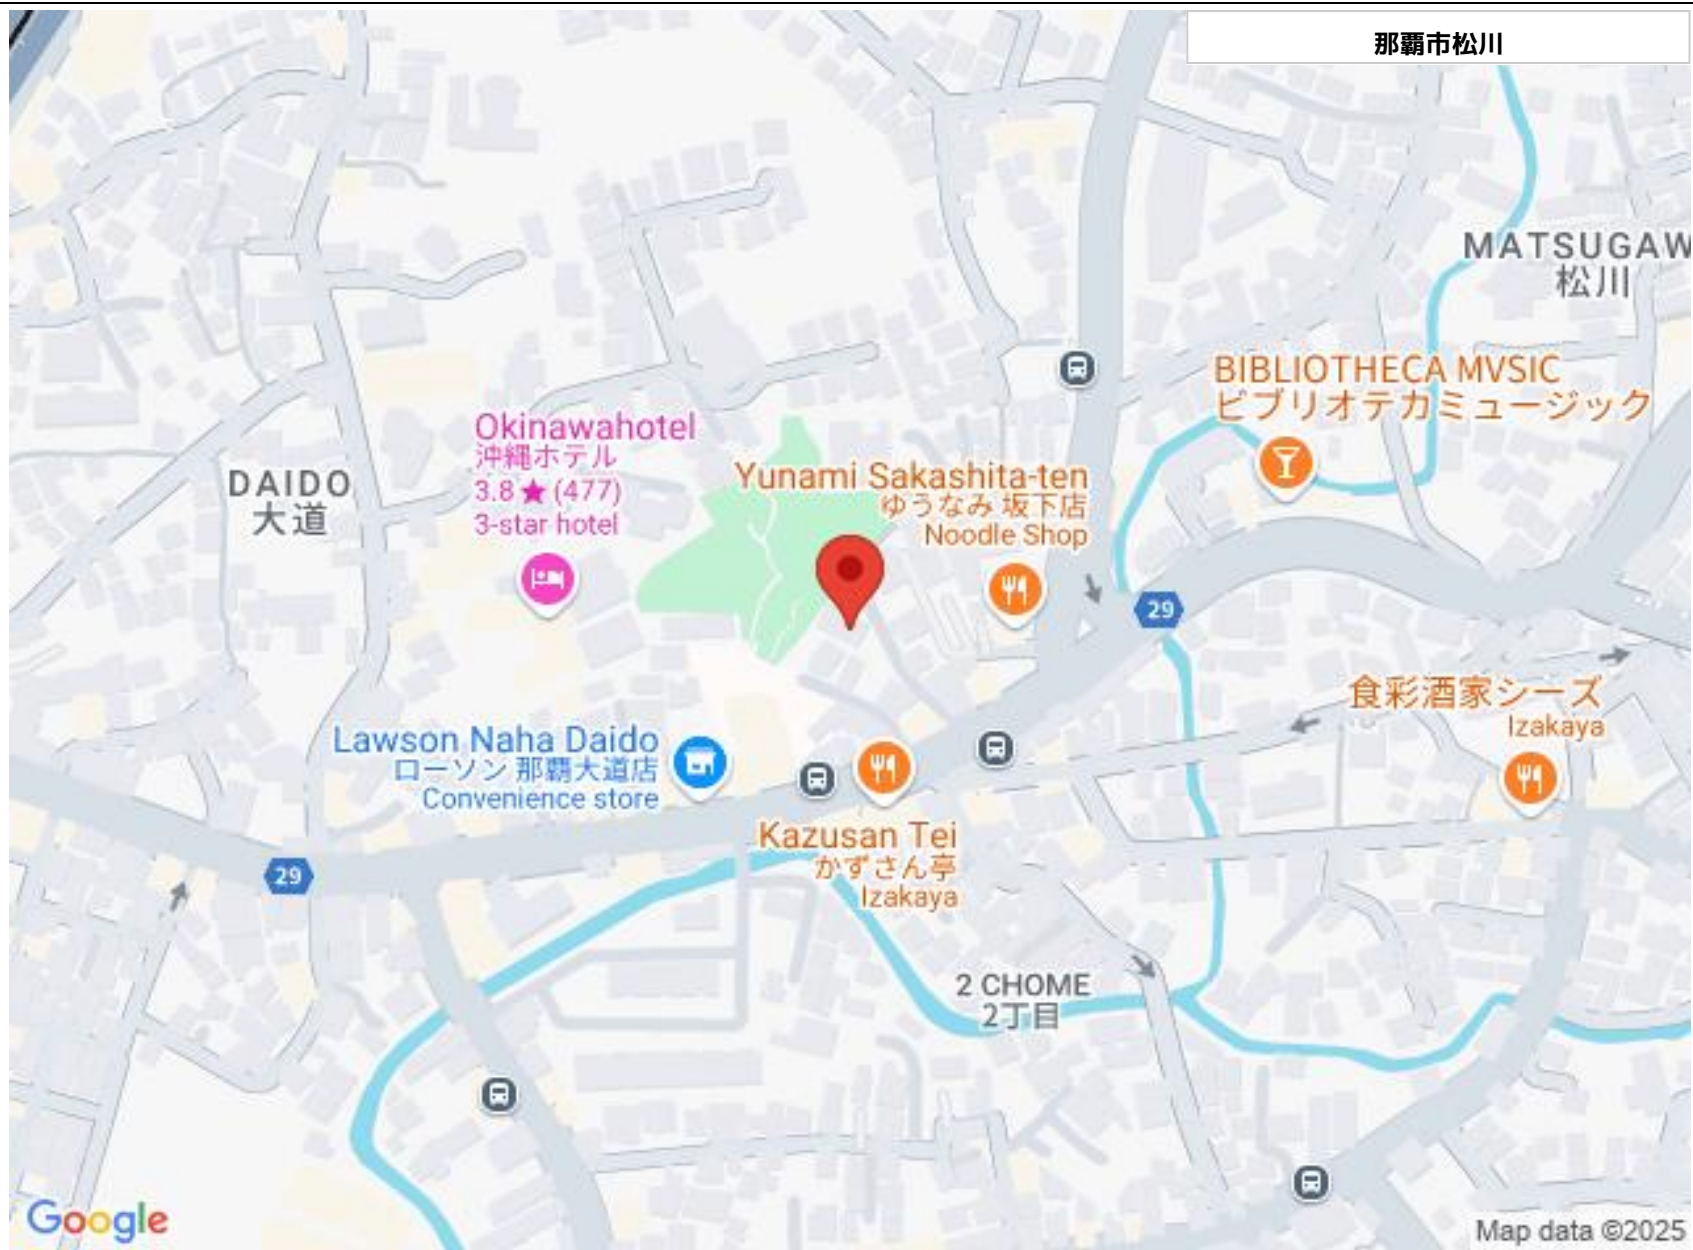 那覇市松川
MATSUGAW
松川
BIBLIOTHECA MVSIC
ビブリオテカミュージック
Okinawahotel
沖縄ホテル
3.8★(477)
3-star hotel
DAIDO
大道
Yunami Sakashita-ten
ゆうなみ 坂下店
Noodle Shop
29
食彩酒家シーズ
Izakaya
Lawson Naha Daido
ローソン 那覇大道店
Convenience store
Kazusan Tei
かずさん亭
Izakaya
29
2 CHOME
2丁目
Google
Map data ©2025